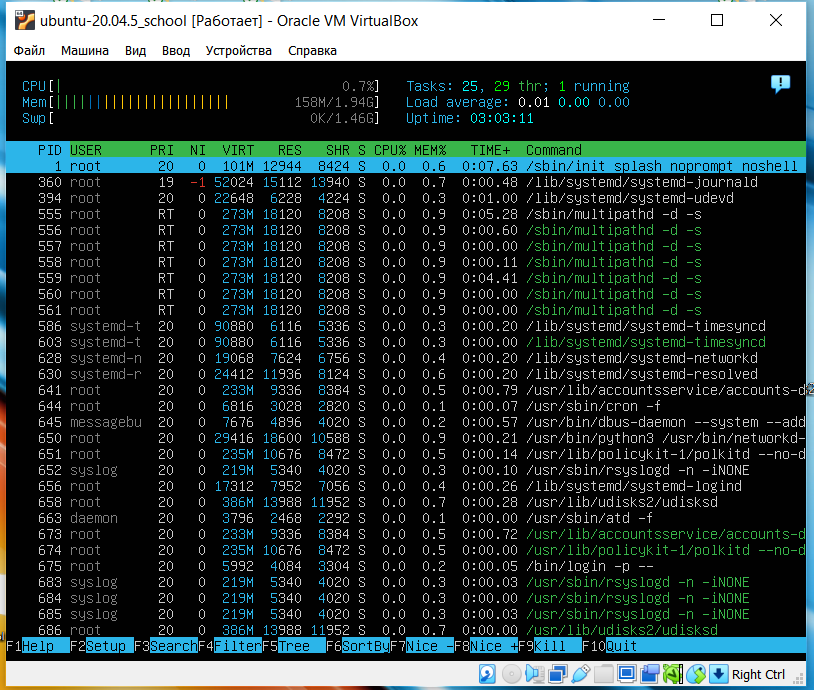 ubuntu-20.04.5_school [Работает] - Oracle VM VirtualBox
Файл Машина Вид Ввод Устройства Справка
CPU[| 0.7%] Tasks: 25, 29 thr; 1 running
Mem[|||||||||||||||||||||| 158M/1.94G] Load average: 0.01 0.00 0.00
Swp[ 0K/1.46G] Uptime: 03:03:11
PID USER PRI NI VIRT RES SHR S CPU% MEM% TIME+ Command
1 root 20 0 101M 12944 8424 S 0.0 0.6 0:07.63 /sbin/init splash noprompt noshell
360 root 19 -1 52024 15112 13940 S 0.0 0.7 0:00.48 /lib/systemd/systemd-journald
394 root 20 0 22648 6228 4224 S 0.0 0.3 0:01.00 /lib/systemd/systemd-udevd
555 root RT 0 273M 18120 8208 S 0.0 0.9 0:05.28 /sbin/multipathd -d -s
556 root RT 0 273M 18120 8208 S 0.0 0.9 0:00.60 /sbin/multipathd -d -s
557 root RT 0 273M 18120 8208 S 0.0 0.9 0:00.00 /sbin/multipathd -d -s
558 root RT 0 273M 18120 8208 S 0.0 0.9 0:00.11 /sbin/multipathd -d -s
559 root RT 0 273M 18120 8208 S 0.0 0.9 0:04.41 /sbin/multipathd -d -s
560 root RT 0 273M 18120 8208 S 0.0 0.9 0:00.00 /sbin/multipathd -d -s
561 root RT 0 273M 18120 8208 S 0.0 0.9 0:00.00 /sbin/multipathd -d -s
586 systemd-t 20 0 90880 6116 5336 S 0.0 0.3 0:00.20 /lib/systemd/systemd-timesyncd
603 systemd-t 20 0 90880 6116 5336 S 0.0 0.3 0:00.00 /lib/systemd/systemd-timesyncd
628 systemd-n 20 0 19068 7624 6756 S 0.0 0.4 0:00.20 /lib/systemd/systemd-networkd
630 systemd-r 20 0 24412 11936 8124 S 0.0 0.6 0:00.20 /lib/systemd/systemd-resolved
641 root 20 0 233M 9336 8384 S 0.0 0.5 0:00.79 /usr/lib/accountsservice/accounts-d
644 root 20 0 6816 3028 2820 S 0.0 0.1 0:00.07 /usr/sbin/cron -f
645 messagebu 20 0 7676 4896 4020 S 0.0 0.2 0:00.57 /usr/bin/dbus-daemon --system --add
650 root 20 0 29416 18600 10588 S 0.0 0.9 0:00.21 /usr/bin/python3 /usr/bin/networkd-
651 root 20 0 235M 10676 8472 S 0.0 0.5 0:00.14 /usr/lib/policykit-1/polkitd --no-d
652 syslog 20 0 219M 5340 4020 S 0.0 0.3 0:00.10 /usr/sbin/rsyslogd -n -iNONE
656 root 20 0 17312 7952 7056 S 0.0 0.4 0:00.26 /lib/systemd/systemd-logind
658 root 20 0 386M 13988 11952 S 0.0 0.7 0:00.28 /usr/lib/udisks2/udisksd
663 daemon 20 0 3796 2468 2292 S 0.0 0.1 0:00.00 /usr/sbin/atd -f
673 root 20 0 233M 9336 8384 S 0.0 0.5 0:00.72 /usr/lib/accountsservice/accounts-d
674 root 20 0 235M 10676 8472 S 0.0 0.5 0:00.00 /usr/lib/policykit-1/polkitd --no-d
675 root 20 0 5992 4084 3304 S 0.0 0.2 0:00.05 /bin/login -p --
683 syslog 20 0 219M 5340 4020 S 0.0 0.3 0:00.03 /usr/sbin/rsyslogd -n -iNONE
684 syslog 20 0 219M 5340 4020 S 0.0 0.3 0:00.00 /usr/sbin/rsyslogd -n -iNONE
685 syslog 20 0 219M 5340 4020 S 0.0 0.3 0:00.03 /usr/sbin/rsyslogd -n -iNONE
686 root 20 0 386M 13988 11952 S 0.0 0.7 0:00.00 /usr/lib/udisks2/udisksd
F1Help F2Setup F3SearchF4FilterF5Tree F6SortByF7Nice -F8Nice +F9Kill F10Quit
Right Ctrl